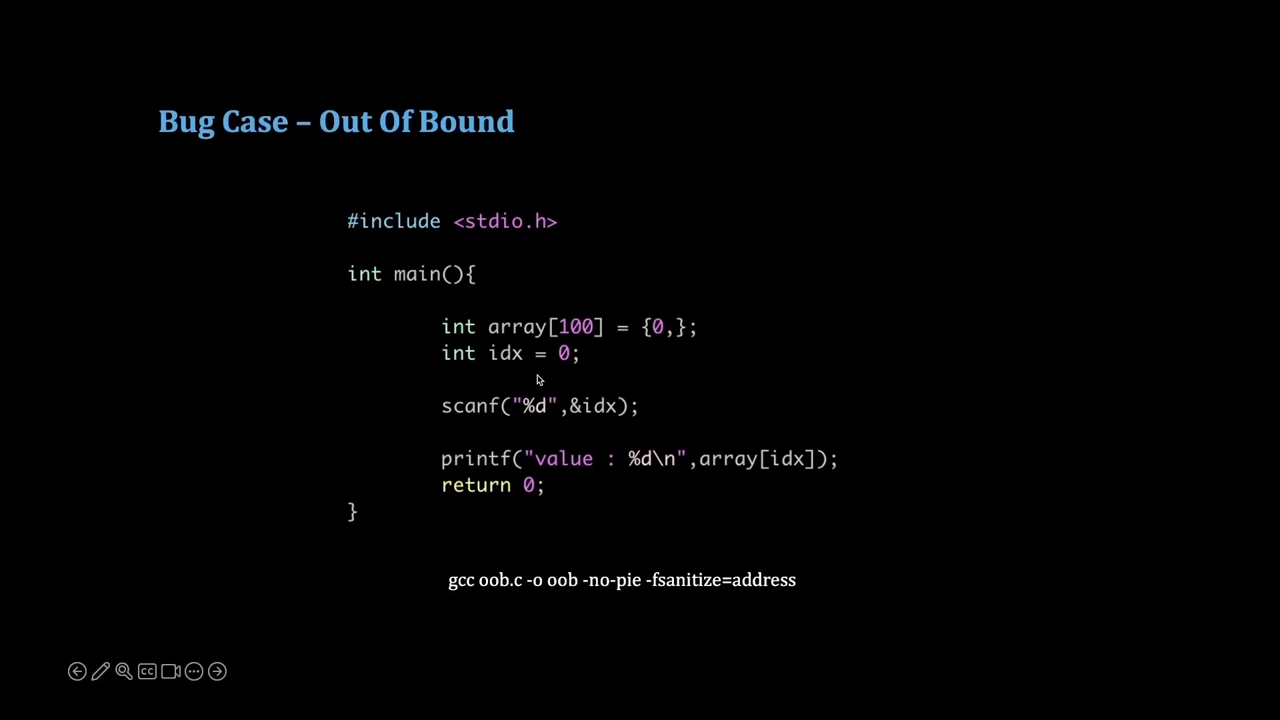 Bug Case – Out Of Bound
#include <stdio.h>
int main(){
int array[100] = {0,};
int idx = 0;
scanf("%d",&idx);
printf("value : %d\n",array[idx]);
return 0;
}
gcc oob.c -o oob -no-pie -fsanitize=address
CC